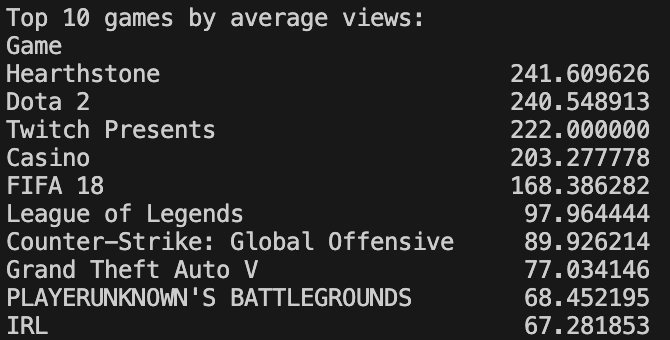 Top 10 games by average views:
Game
Hearthstone 241.609626
Dota 2 240.548913
Twitch Presents 222.000000
Casino 203.277778
FIFA 18 168.386282
League of Legends 97.964444
Counter-Strike: Global Offensive 89.926214
Grand Theft Auto V 77.034146
PLAYERUNKNOWN'S BATTLEGROUNDS 68.452195
IRL 67.281853